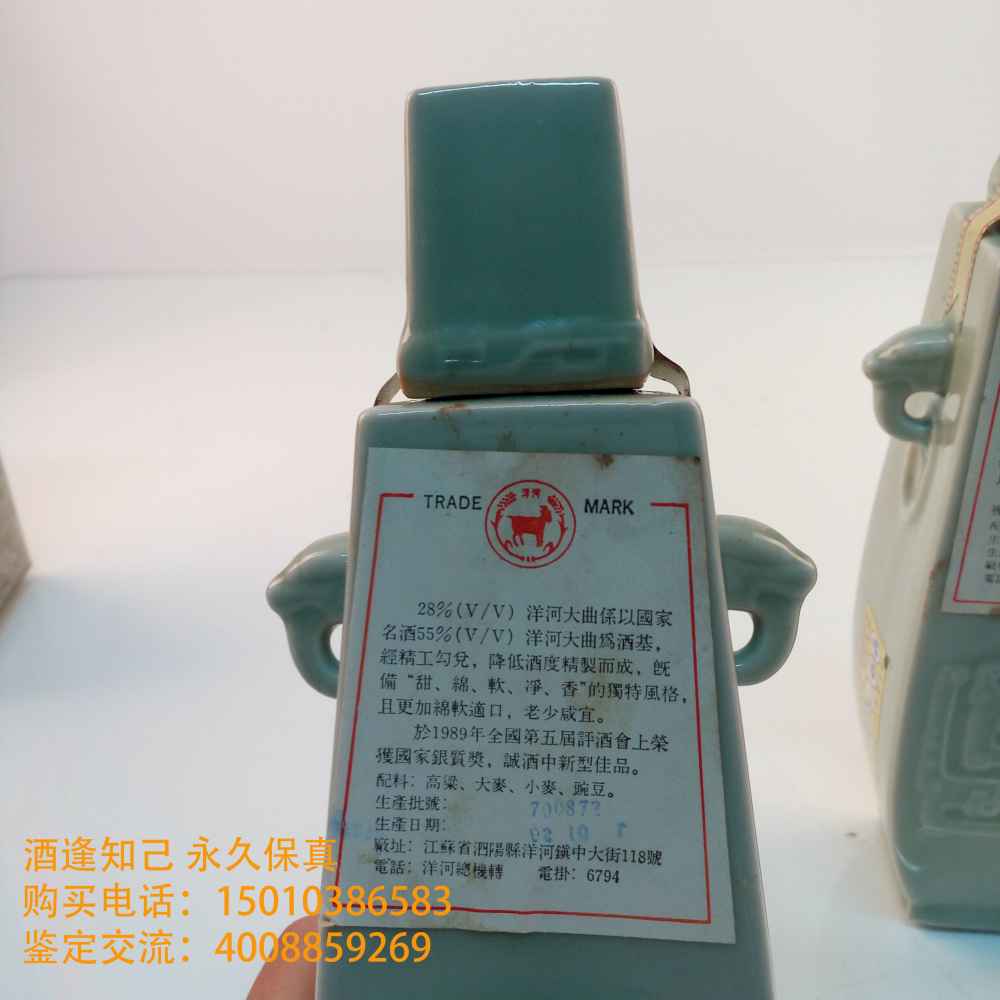 TRADE MARK
28%(V/V) 洋河大曲係以國家
名酒55%(V/V) 洋河大曲爲酒基，
經精工勾兌，降低酒度精製而成，既
備“甜、綿、軟、淨、香”的獨特風格，
且更加綿軟適口，老少咸宜。
於1989年全國第五届評酒會上榮
獲國家銀質獎，誠酒中新型佳品。
配料：高粱、大麥、小麥、豌豆。
生産批號：
生産日期：
廠址：江蘇省泗陽縣洋河鎮中大街118號
電話：洋河總機轉 電掛：6794
酒逢知己 永久保真
购买电话：15010386583
鉴定交流：4008859269